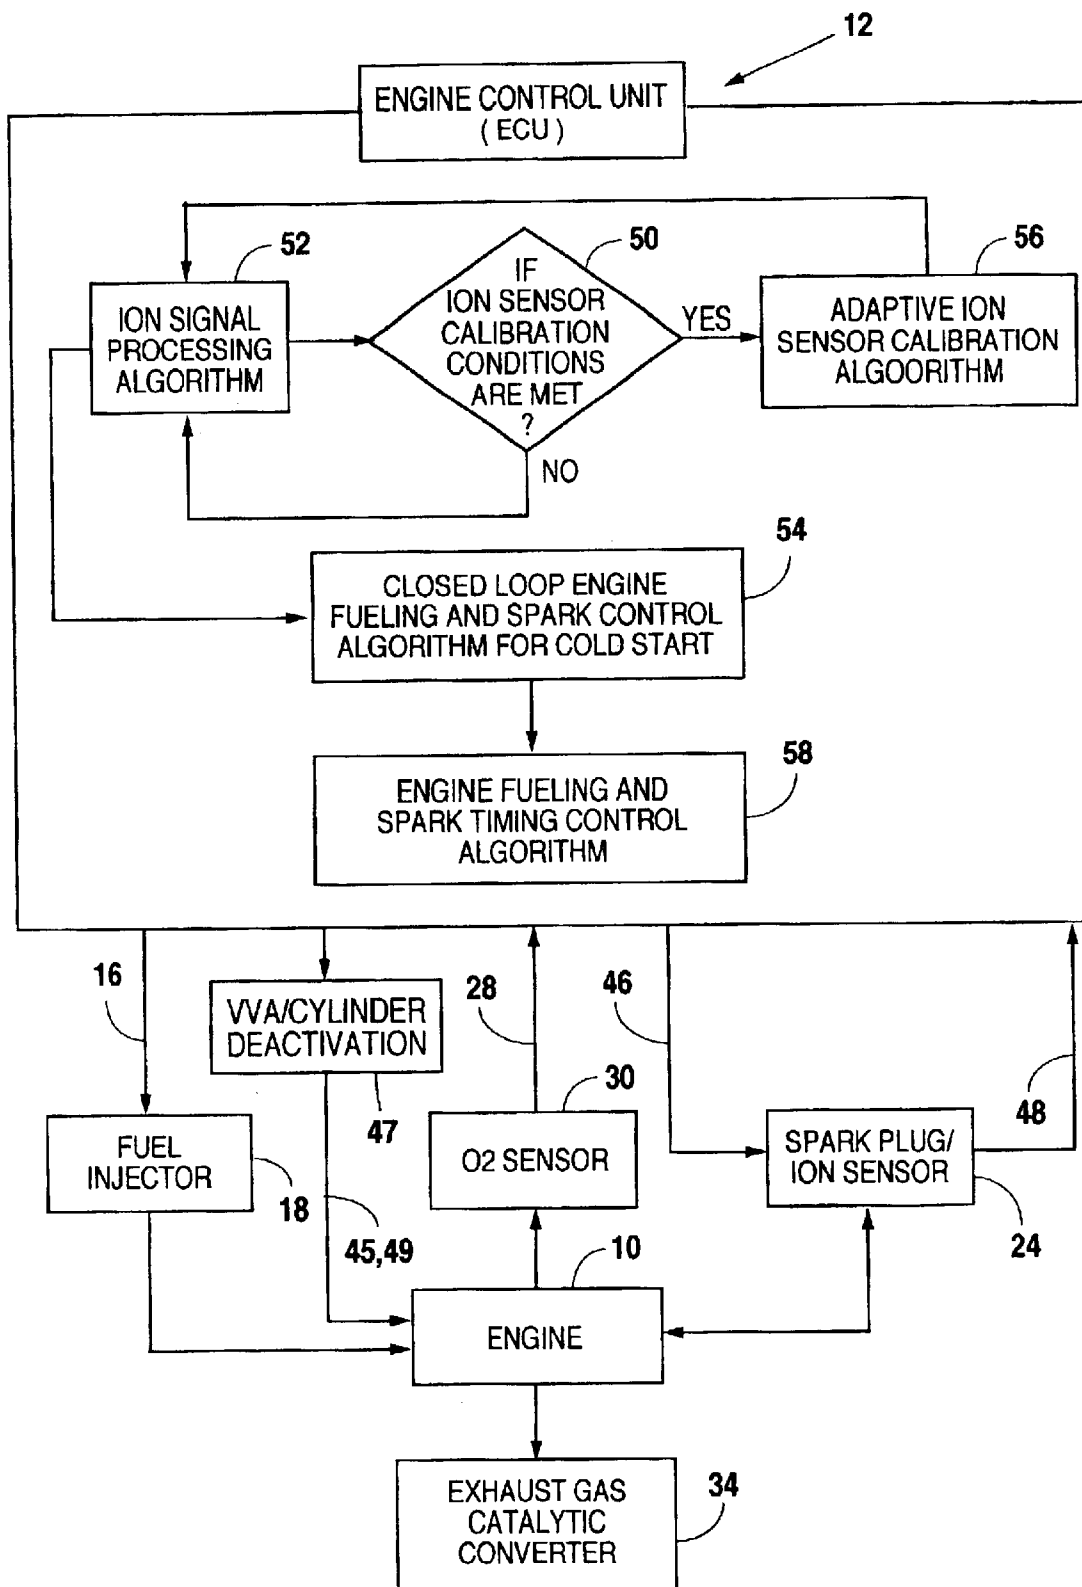 12
ENGINE CONTROL UNIT
( ECU )
52
50
56
IF
ION SENSOR
CALIBRATION
CONDITIONS
ARE MET
?
YES
NO
ION SIGNAL
PROCESSING
ALGORITHM
ADAPTIVE ION
SENSOR CALIBRATION
ALGOORITHM
54
CLOSED LOOP ENGINE
FUELING AND SPARK CONTROL
ALGORITHM FOR COLD START
58
ENGINE FUELING AND
SPARK TIMING CONTROL
ALGORITHM
16
VVA/CYLINDER
DEACTIVATION
47
28
46
48
30
FUEL
INJECTOR
18
O2 SENSOR
SPARK PLUG/
ION SENSOR
24
45,49
10
ENGINE
34
EXHAUST GAS
CATALYTIC
CONVERTER